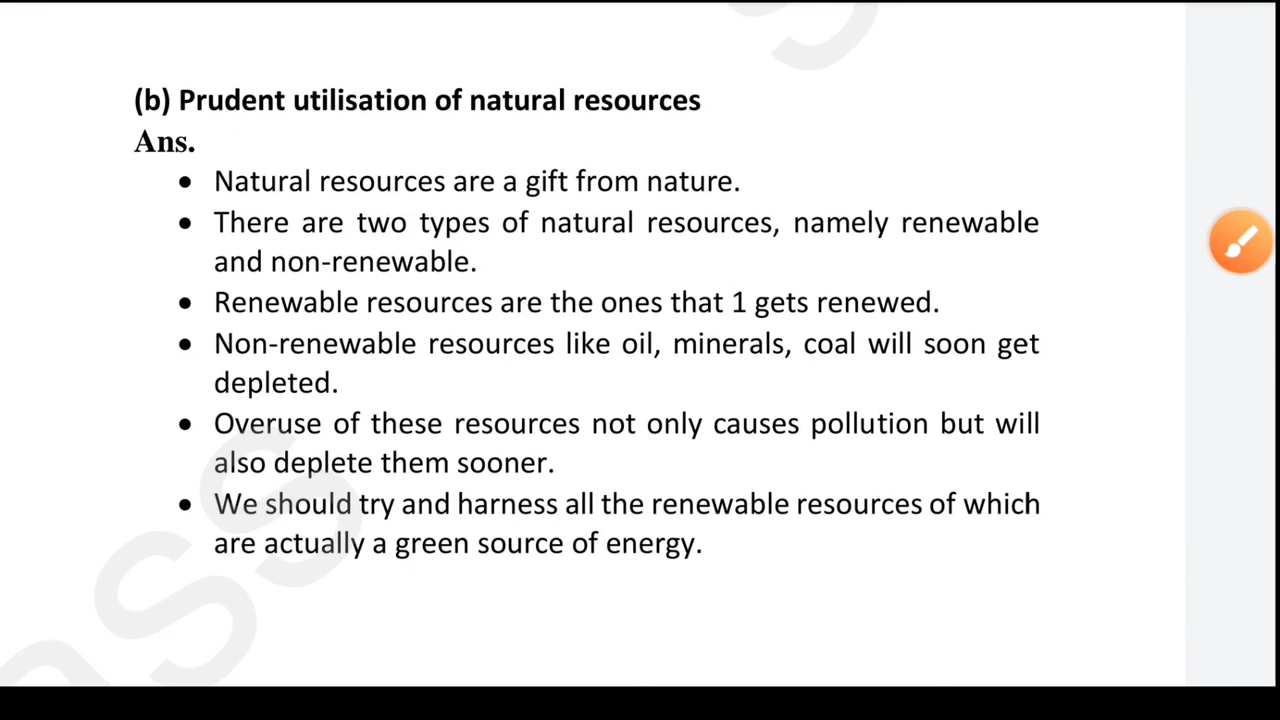 (b) Prudent utilisation of natural resources
Ans.
• Natural resources are a gift from nature.
• There are two types of natural resources, namely renewable
and non-renewable.
• Renewable resources are the ones that 1 gets renewed.
• Non-renewable resources like oil, minerals, coal will soon get
depleted.
• Overuse of these resources not only causes pollution but will
also deplete them sooner.
• We should try and harness all the renewable resources of which
are actually a green source of energy.